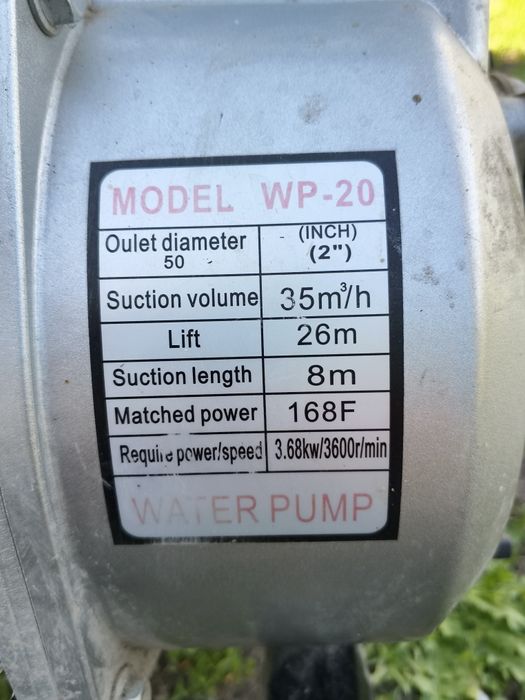 MODEL WP-20
Oulet diameter 50 - (INCH) (2")
Suction volume 35m³/h
Lift 26m
Suction length 8m
Matched power 168F
Require power/speed 3.68kw/3600r/min
WATER PUMP